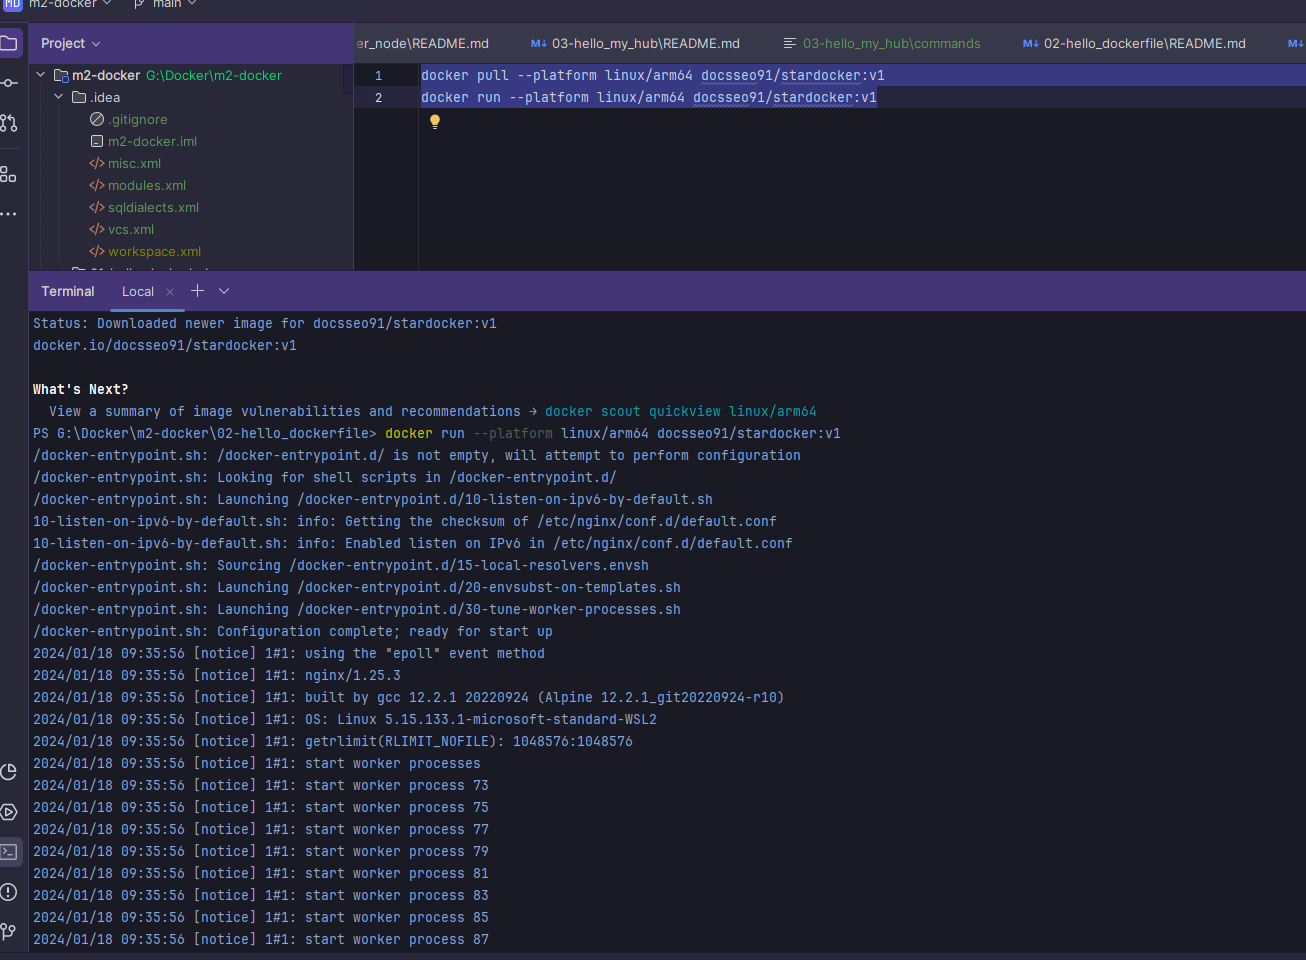 MD m2-docker main
Project
er_node\README.md 03-hello_my_hub\README.md 03-hello_my_hub\commands 02-hello_dockerfile\README.md
m2-docker G:\Docker\m2-docker
.idea
.gitignore
m2-docker.iml
misc.xml
modules.xml
sqldialects.xml
vcs.xml
workspace.xml
1 docker pull --platform linux/arm64 docsseo91/stardocker:v1
2 docker run --platform linux/arm64 docsseo91/stardocker:v1
Terminal Local
Status: Downloaded newer image for docsseo91/stardocker:v1
docker.io/docsseo91/stardocker:v1
What's Next?
View a summary of image vulnerabilities and recommendations → docker scout quickview linux/arm64
PS G:\Docker\m2-docker\02-hello_dockerfile> docker run --platform linux/arm64 docsseo91/stardocker:v1
/docker-entrypoint.sh: /docker-entrypoint.d/ is not empty, will attempt to perform configuration
/docker-entrypoint.sh: Looking for shell scripts in /docker-entrypoint.d/
/docker-entrypoint.sh: Launching /docker-entrypoint.d/10-listen-on-ipv6-by-default.sh
10-listen-on-ipv6-by-default.sh: info: Getting the checksum of /etc/nginx/conf.d/default.conf
10-listen-on-ipv6-by-default.sh: info: Enabled listen on IPv6 in /etc/nginx/conf.d/default.conf
/docker-entrypoint.sh: Sourcing /docker-entrypoint.d/15-local-resolvers.envsh
/docker-entrypoint.sh: Launching /docker-entrypoint.d/20-envsubst-on-templates.sh
/docker-entrypoint.sh: Launching /docker-entrypoint.d/30-tune-worker-processes.sh
/docker-entrypoint.sh: Configuration complete; ready for start up
2024/01/18 09:35:56 [notice] 1#1: using the "epoll" event method
2024/01/18 09:35:56 [notice] 1#1: nginx/1.25.3
2024/01/18 09:35:56 [notice] 1#1: built by gcc 12.2.1 20220924 (Alpine 12.2.1_git20220924-r10)
2024/01/18 09:35:56 [notice] 1#1: OS: Linux 5.15.133.1-microsoft-standard-WSL2
2024/01/18 09:35:56 [notice] 1#1: getrlimit(RLIMIT_NOFILE): 1048576:1048576
2024/01/18 09:35:56 [notice] 1#1: start worker processes
2024/01/18 09:35:56 [notice] 1#1: start worker process 73
2024/01/18 09:35:56 [notice] 1#1: start worker process 75
2024/01/18 09:35:56 [notice] 1#1: start worker process 77
2024/01/18 09:35:56 [notice] 1#1: start worker process 79
2024/01/18 09:35:56 [notice] 1#1: start worker process 81
2024/01/18 09:35:56 [notice] 1#1: start worker process 83
2024/01/18 09:35:56 [notice] 1#1: start worker process 85
2024/01/18 09:35:56 [notice] 1#1: start worker process 87